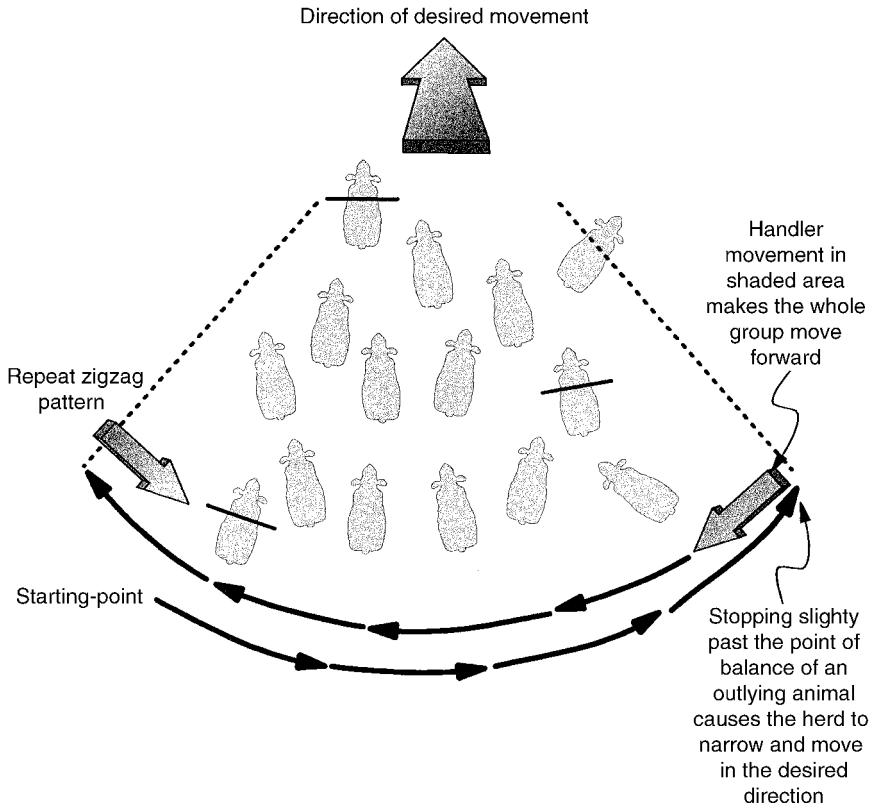 Direction of desired movement
Handler
movement in
shaded area
makes the whole
group move
forward
Repeat zigzag
pattern
Starting-point
Stopping slighty
past the point of
balance of an
outlying animal
causes the herd to
narrow and move
in the desired
direction